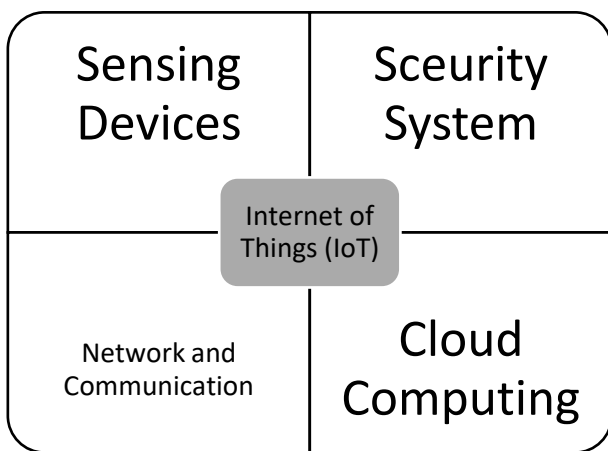 Sensing
Devices
Sceurity
System
Internet of
Things (IoT)
Network and
Communication
Cloud
Computing